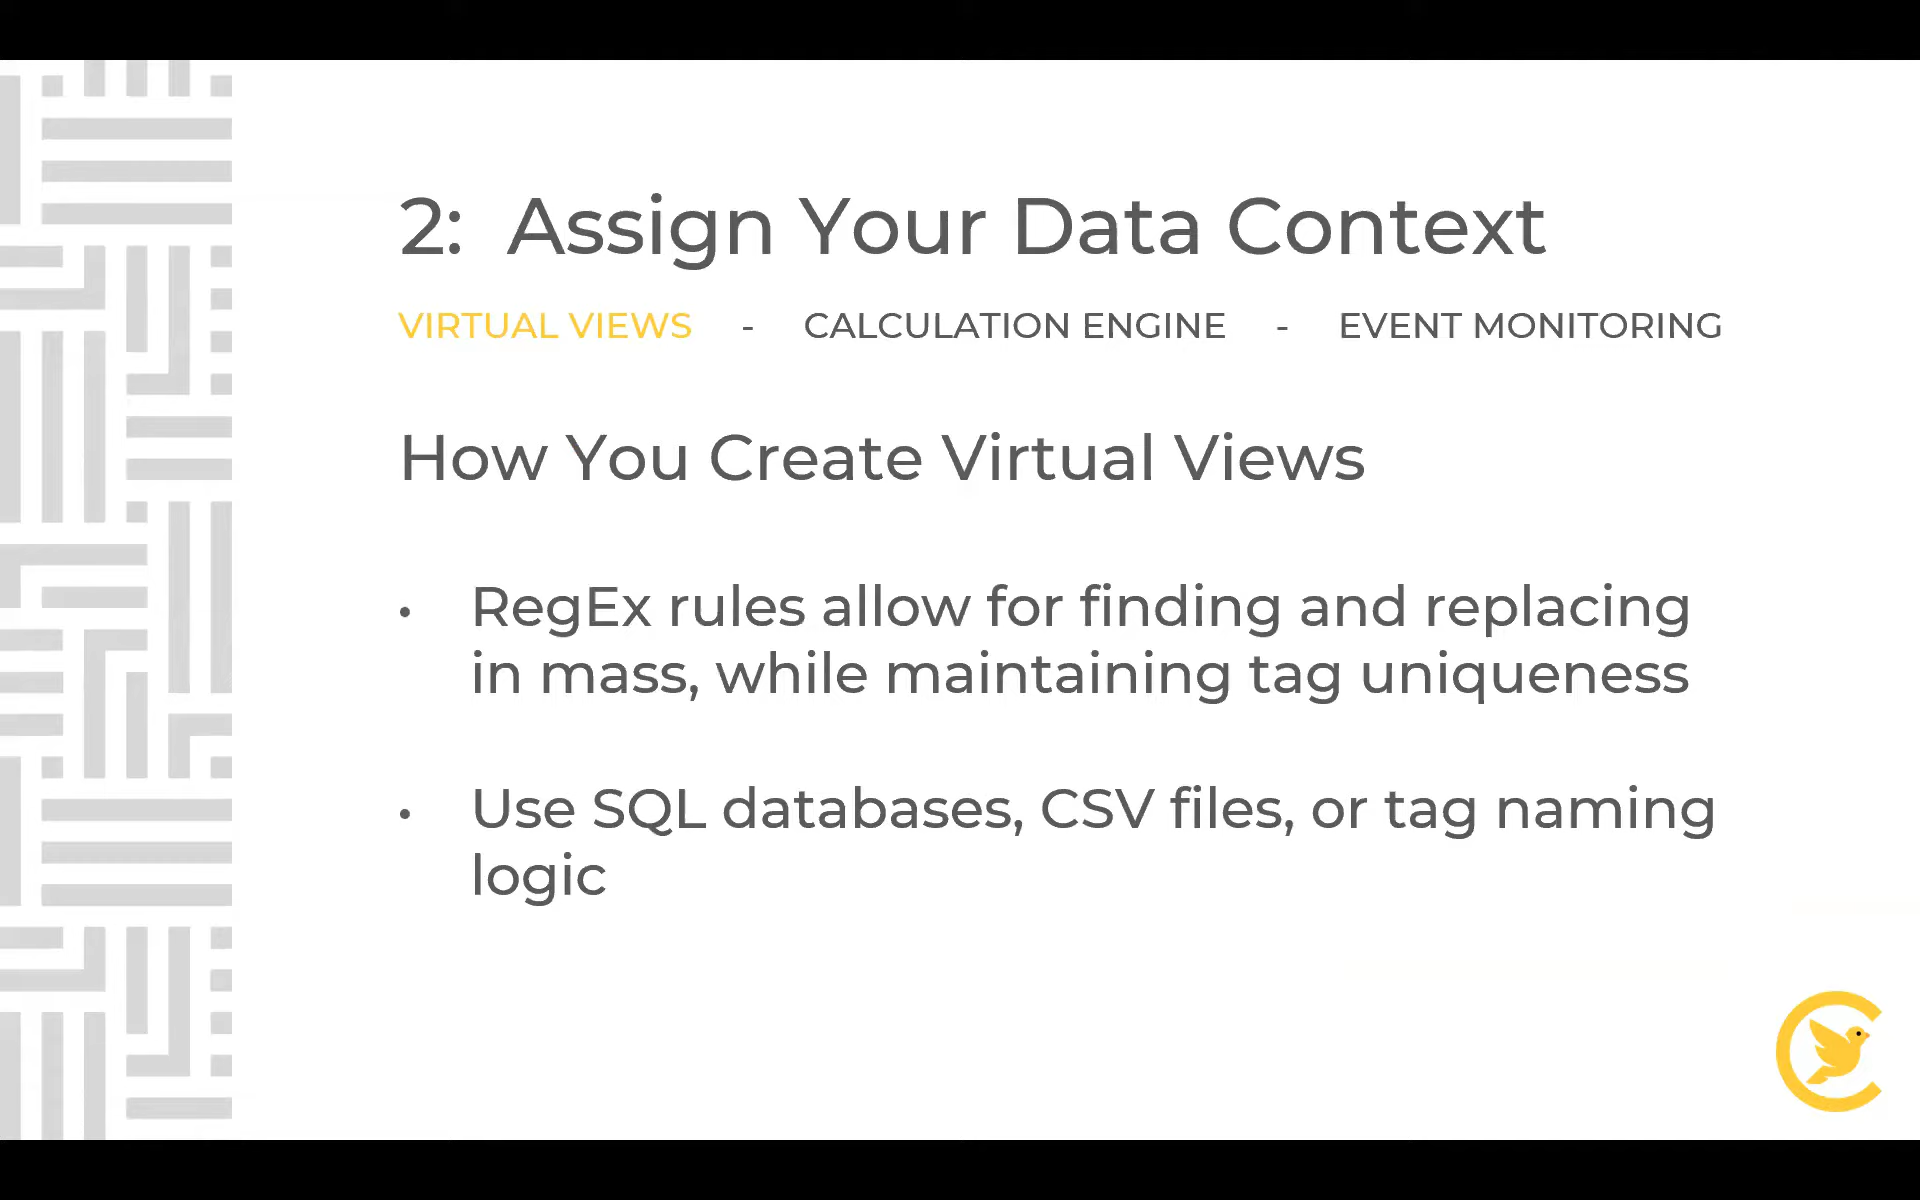 2: Assign Your Data Context
VIRTUAL VIEWS - CALCULATION ENGINE - EVENT MONITORING
How You Create Virtual Views
• RegEx rules allow for finding and replacing
in mass, while maintaining tag uniqueness
• Use SQL databases, CSV files, or tag naming
logic